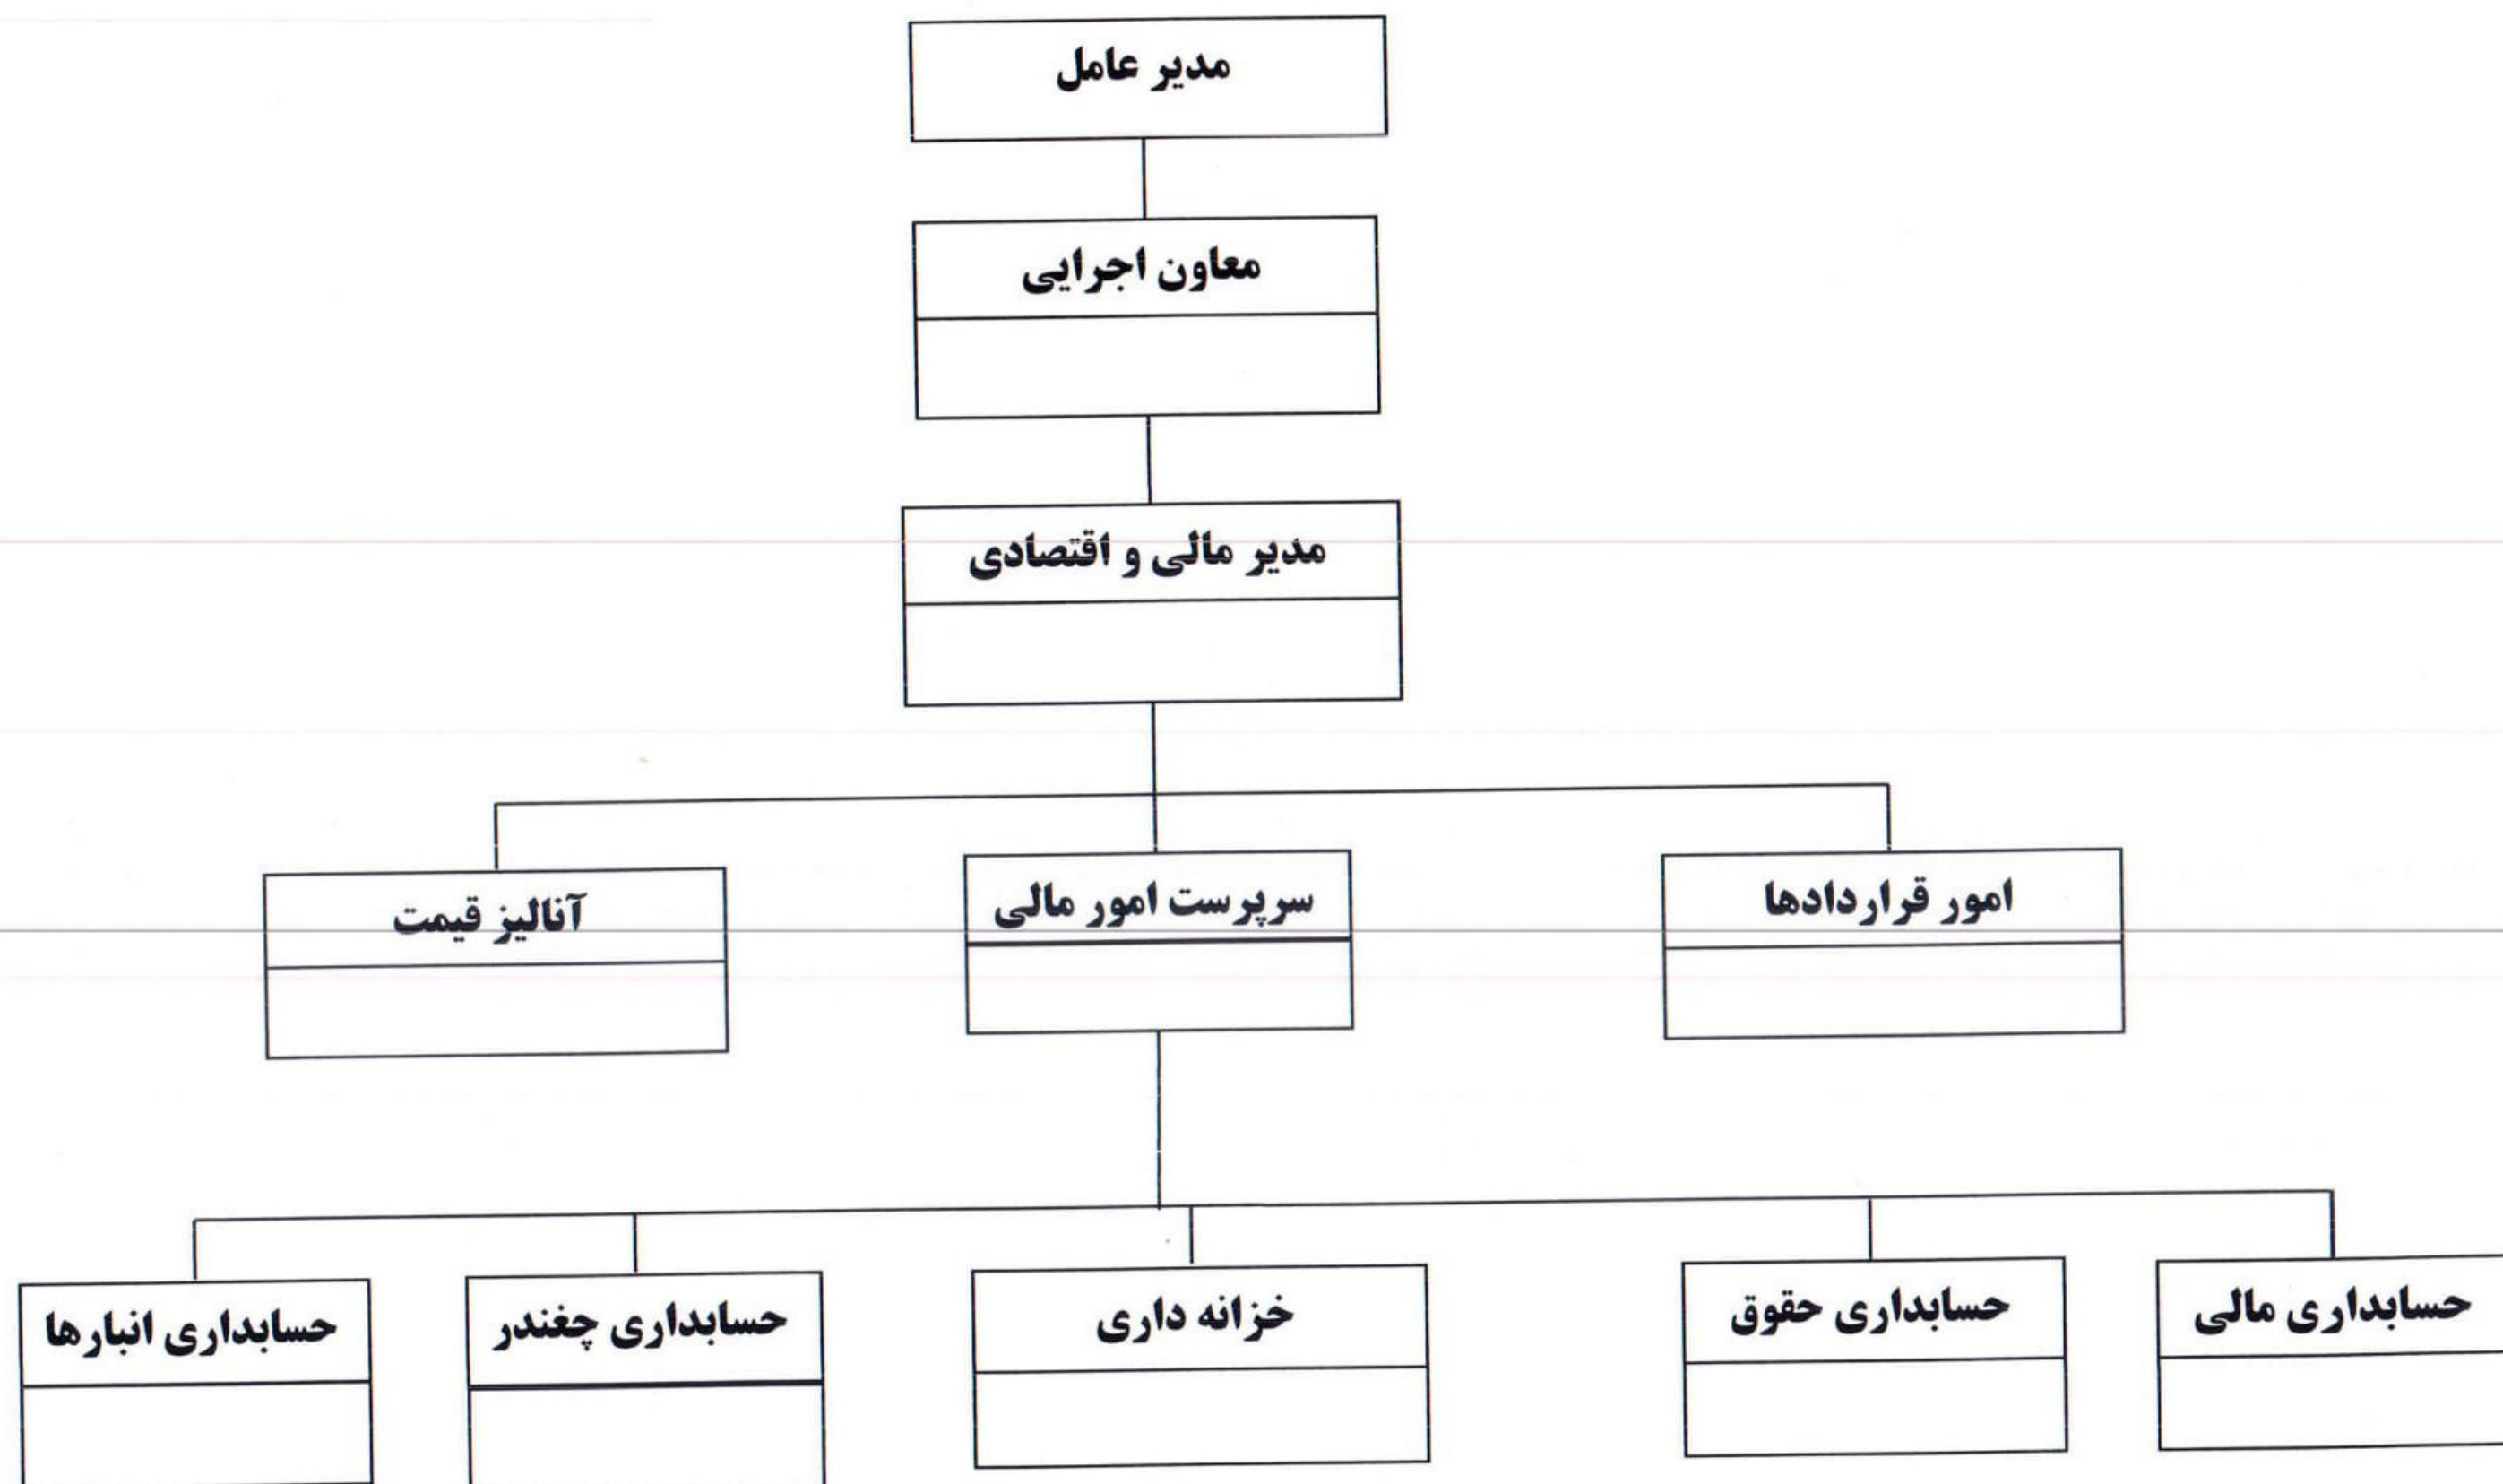 مدیر عامل
معاون اجرایی
مدیر مالی و اقتصادی
امور قراردادها
سرپرست امور مالی
آنالیز قیمت
حسابداری مالی
حسابداری حقوق
خزانه داری
حسابداری چغندر
حسابداری انبارها